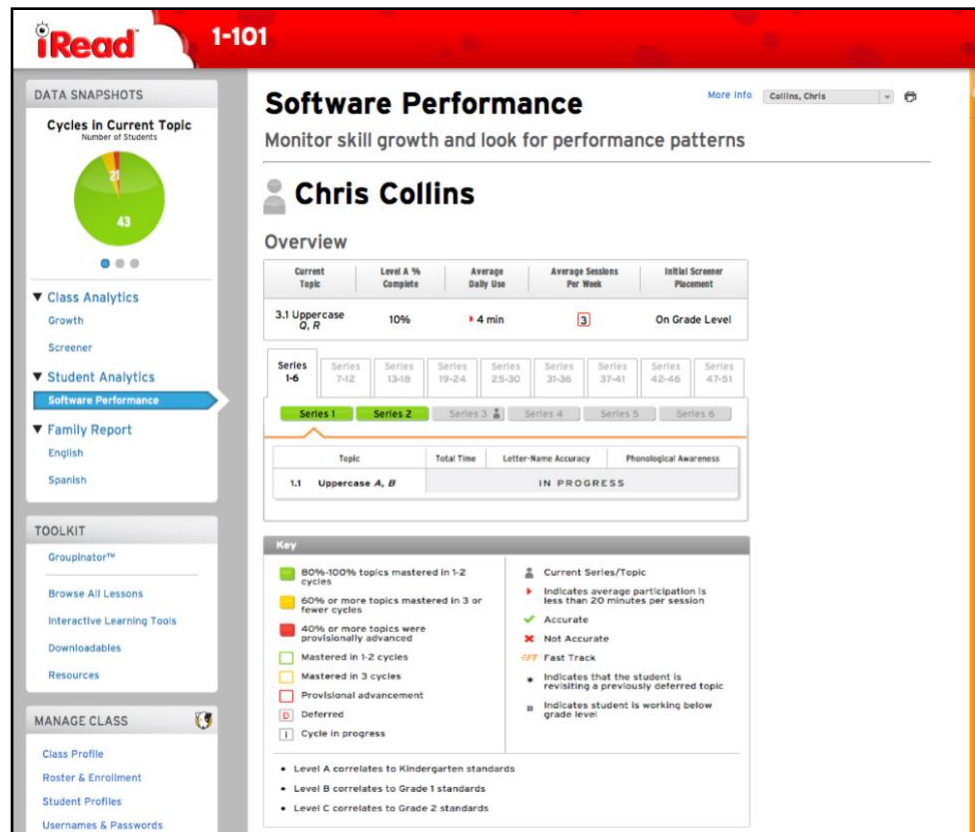 iRead
1-101
DATA SNAPSHOTS
Cycles in Current Topic
Number of Students
21
43
▼ Class Analytics
Growth
Screener
▼ Student Analytics
Software Performance
▼ Family Report
English
Spanish
TOOLKIT
Groupinator™
Browse All Lessons
Interactive Learning Tools
Downloadables
Resources
MANAGE CLASS
Class Profile
Roster & Enrollment
Student Profiles
Usernames & Passwords
Software Performance
More Info
Collins, Chris
Monitor skill growth and look for performance patterns
Chris Collins
Overview
Current Topic
Level A % Complete
Average Daily Use
Average Sessions Per Week
Initial Screener Placement
3.1 Uppercase Q, R
10%
4 min
3
On Grade Level
Series 1-6
Series 7-12
Series 13-18
Series 19-24
Series 25-30
Series 31-36
Series 37-41
Series 42-46
Series 47-51
Series 1
Series 2
Series 3
Series 4
Series 5
Series 6
Topic
Total Time
Letter-Name Accuracy
Phonological Awareness
1.1 Uppercase A, B
IN PROGRESS
Key
80%-100% topics mastered in 1-2
cycles
60% or more topics mastered in 3 or
fewer cycles
40% or more topics were
provisionally advanced
Mastered in 1-2 cycles
Mastered in 3 cycles
Provisional advancement
D Deferred
i Cycle in progress
Current Series/Topic
Indicates average participation is
less than 20 minutes per session
Accurate
Not Accurate
FT Fast Track
Indicates that the student is
revisiting a previously deferred topic
Indicates student is working below
grade level
• Level A correlates to Kindergarten standards
• Level B correlates to Grade 1 standards
• Level C correlates to Grade 2 standards